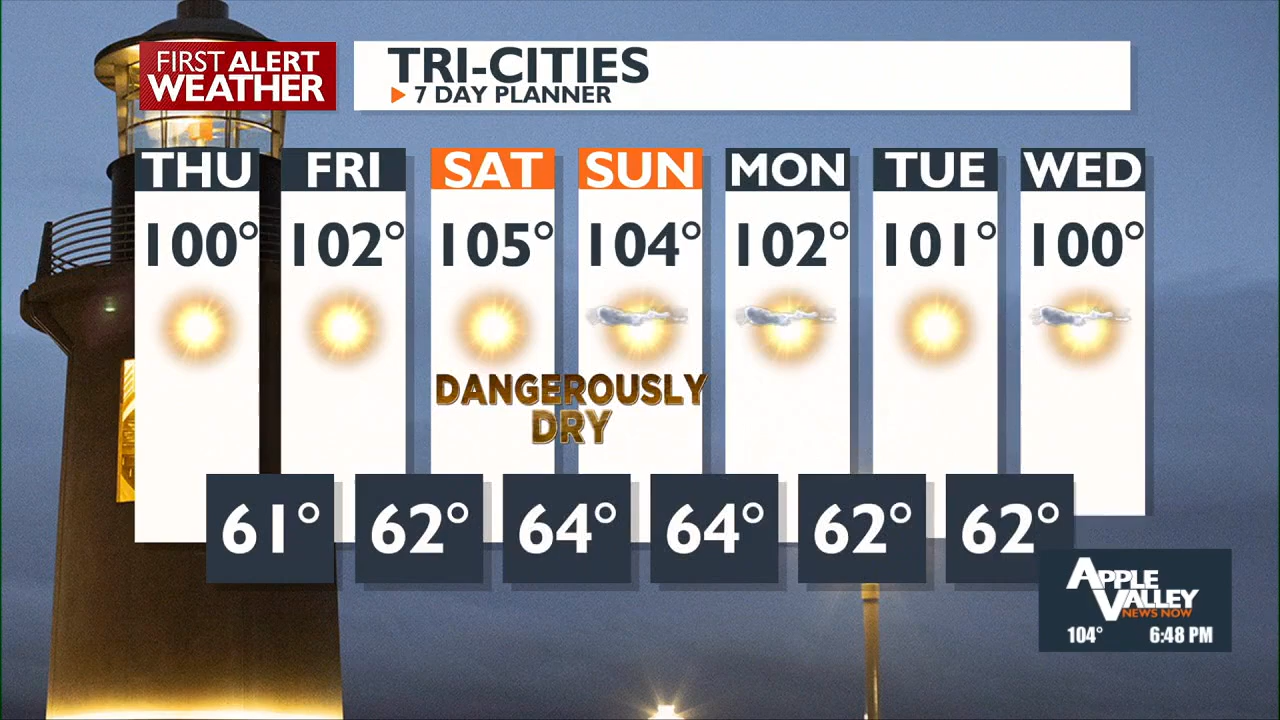 FIRST ALERT
WEATHER
TRI-CITIES
7 DAY PLANNER
THU FRI SAT SUN MON TUE WED
100° 102° 105° 104° 102° 101° 100°
DANGEROUSLY
DRY
61° 62° 64° 64° 62° 62°
APPLE
VALLEY
NEWS NOW
104° 6:48 PM